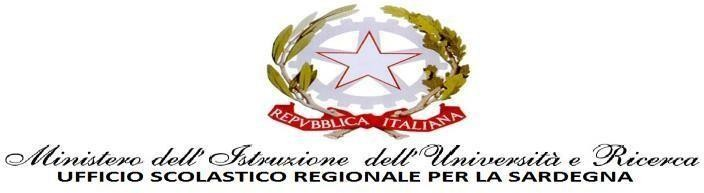 REPVBBLICA ITALIANA
Ministero dell'Istruzione dell'Università e Ricerca
UFFICIO SCOLASTICO REGIONALE PER LA SARDEGNA